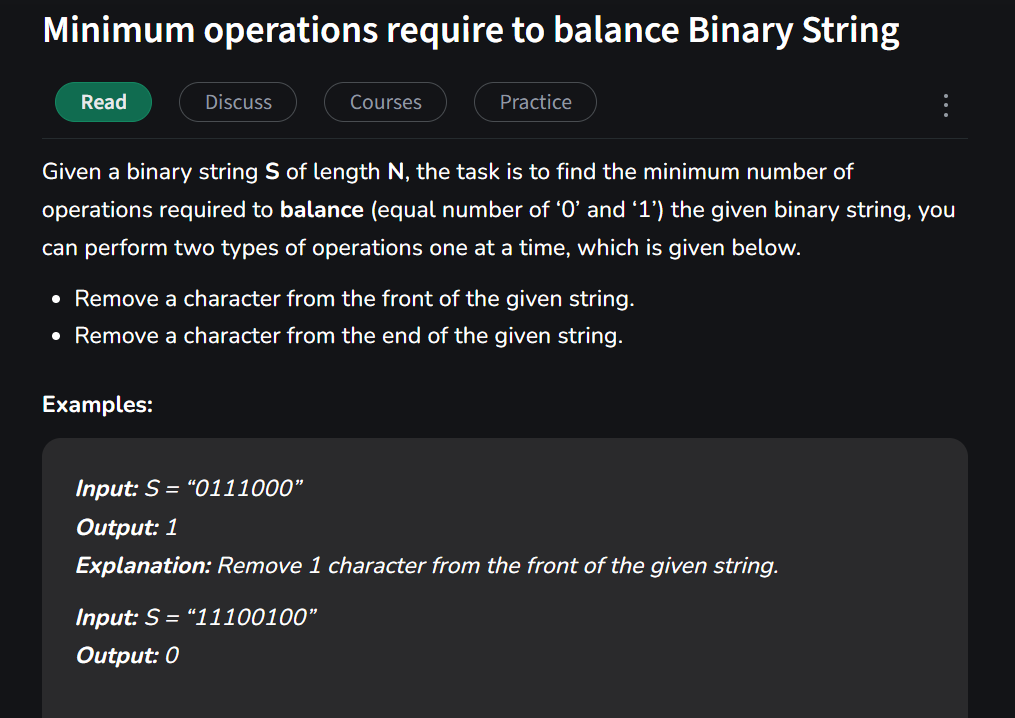 Minimum operations require to balance Binary String
Read
Discuss
Courses
Practice
Given a binary string S of length N, the task is to find the minimum number of
operations required to balance (equal number of ‘0’ and ‘1’) the given binary string, you
can perform two types of operations one at a time, which is given below.
• Remove a character from the front of the given string.
• Remove a character from the end of the given string.
Examples:
Input: S = “0111000”
Output: 1
Explanation: Remove 1 character from the front of the given string.
Input: S = “11100100”
Output: 0